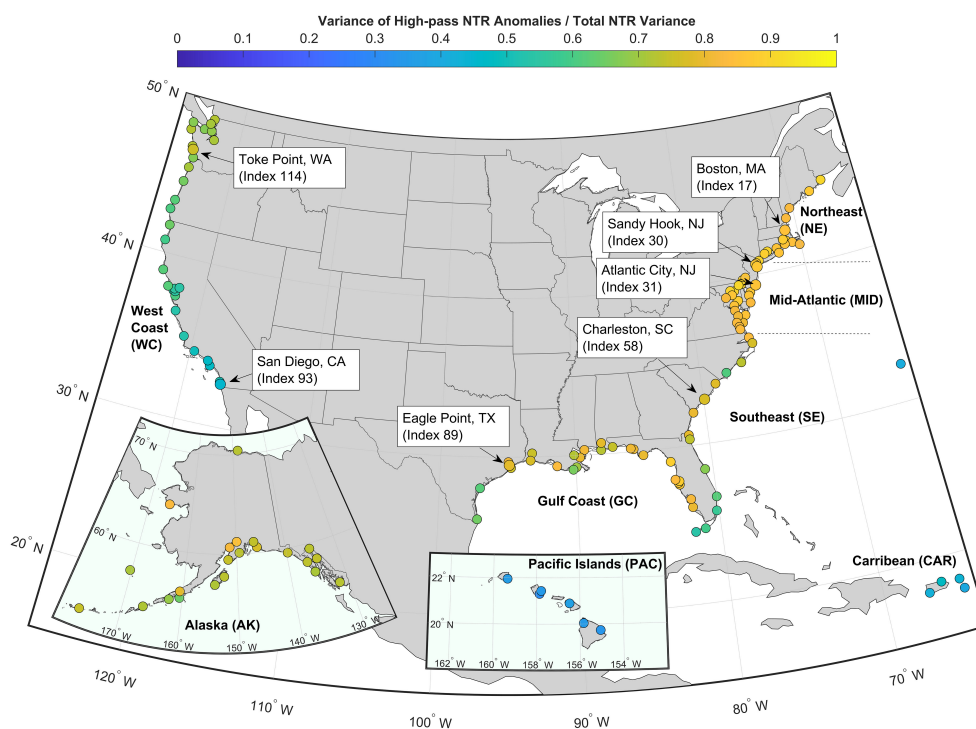 Variance of High-pass NTR Anomalies / Total NTR Variance
0 0.1 0.2 0.3 0.4 0.5 0.6 0.7 0.8 0.9 1
50° N
40° N
30° N
20° N
Toke Point, WA
(Index 114)
Boston, MA
(Index 17)
Northeast
(NE)
Sandy Hook, NJ
(Index 30)
Atlantic City, NJ
(Index 31)
Mid-Atlantic (MID)
West
Coast
(WC)
Charleston, SC
(Index 58)
San Diego, CA
(Index 93)
Eagle Point, TX
(Index 89)
Southeast (SE)
Gulf Coast (GC)
Carribean (CAR)
70° N
60° N
Alaska (AK)
170° W
160° W
150° W
140° W
130° W
Pacific Islands (PAC)
22° N
20° N
162° W 160° W 158° W 156° W 154° W
120° W
110° W
100° W
90° W
80° W
70° W